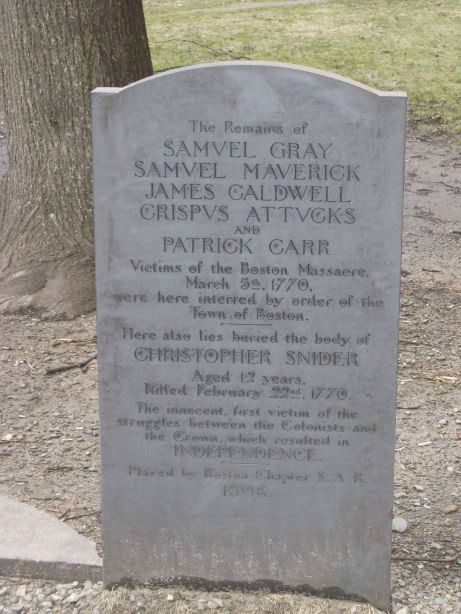 The Remains of
SAMVEL GRAY
SAMVEL MAVERICK
JAMES CALDWELL
CRISPVS ATTVCKS
AND
PATRICK CARR
Victims of the Boston Massacre,
March 5th, 1770,
were here interred by order of the
Town of Boston.
Here also lies buried the body of
CHRISTOPHER SNIDER
Aged 12 years,
Killed February 22nd, 1770.
The innocent, first victim of the
struggles between the Colonists and
the Crown, which resulted in
INDEPENDENCE.
Placed by Boston Chapter S.A.R.
1906.